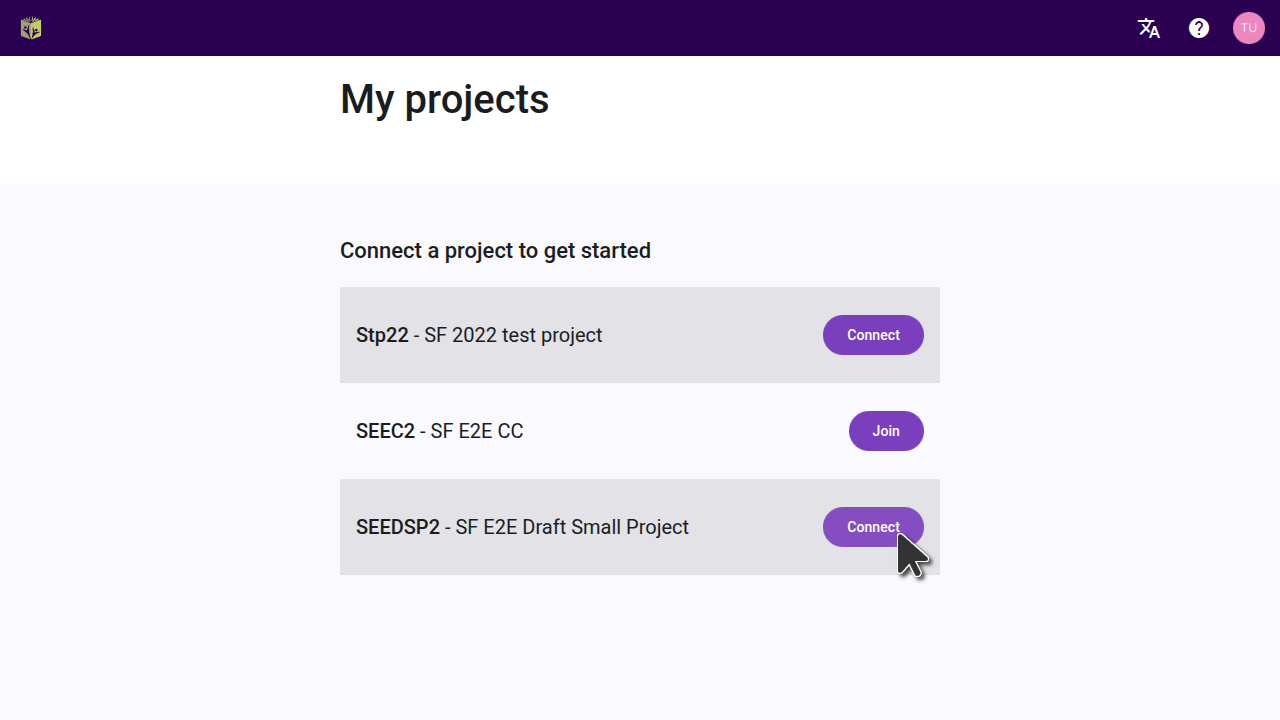 TU
My projects
Connect a project to get started
Stp22 - SF 2022 test project
Connect
SEEC2 - SF E2E CC
Join
SEEDSP2 - SF E2E Draft Small Project
Connect